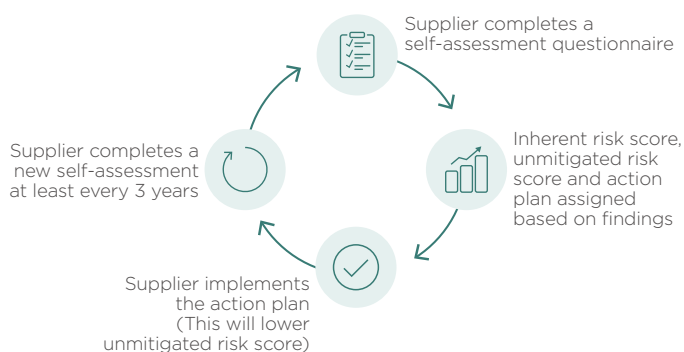 Supplier completes a
self-assessment questionnaire
Inherent risk score,
unmitigated risk
score and action
plan assigned
based on findings
Supplier implements
the action plan
(This will lower
unmitigated risk score)
Supplier completes a
new self-assessment
at least every 3 years